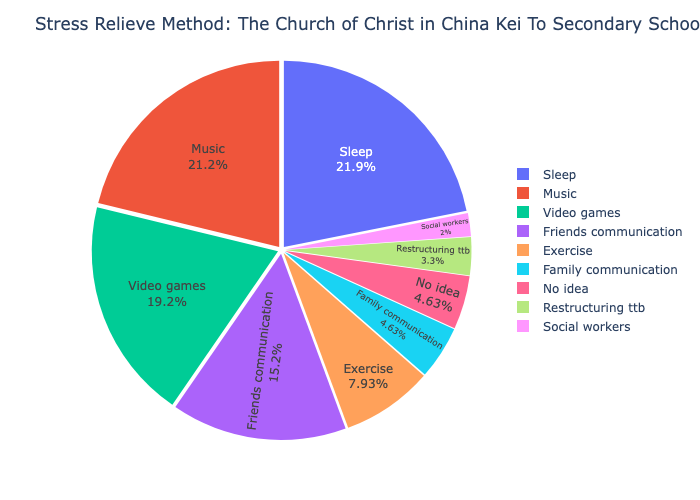 Stress Relieve Method: The Church of Christ in China Kei To Secondary Schoo
Sleep
21.9%
Music
21.2%
Video games
19.2%
Friends communication
15.2%
Exercise
7.93%
Family communication
4.63%
No idea
4.63%
Restructuring ttb
3.3%
Social workers
2%
Sleep
Music
Video games
Friends communication
Exercise
Family communication
No idea
Restructuring ttb
Social workers